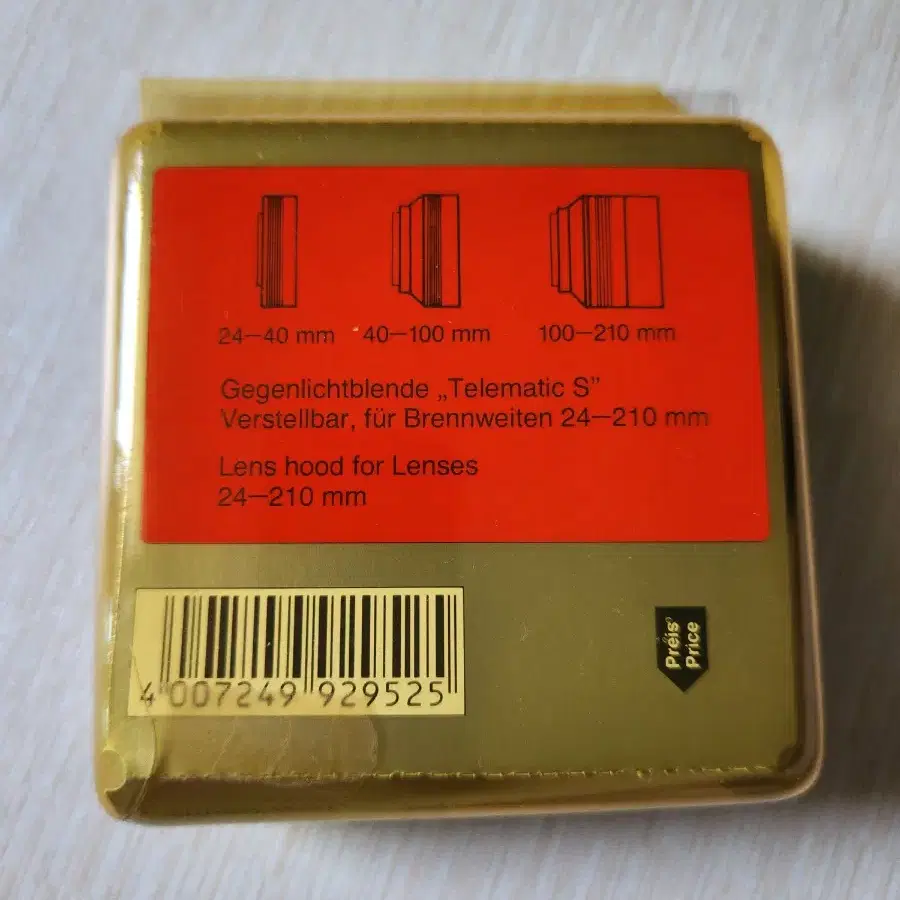 24—40 mm 40—100 mm 100—210 mm
Gegenlichtblende „Telematic S”
Verstellbar, für Brennweiten 24—210 mm
Lens hood for Lenses
24—210 mm
4 007249 929525
Preis
Price